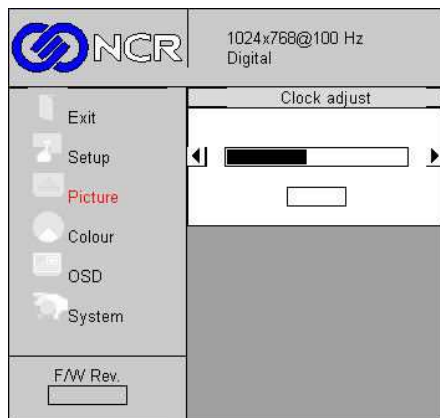 NCR
1024x768@100 Hz
Digital
Exit
Setup
Picture
Colour
OSD
System
F/W Rev.
Clock adjust